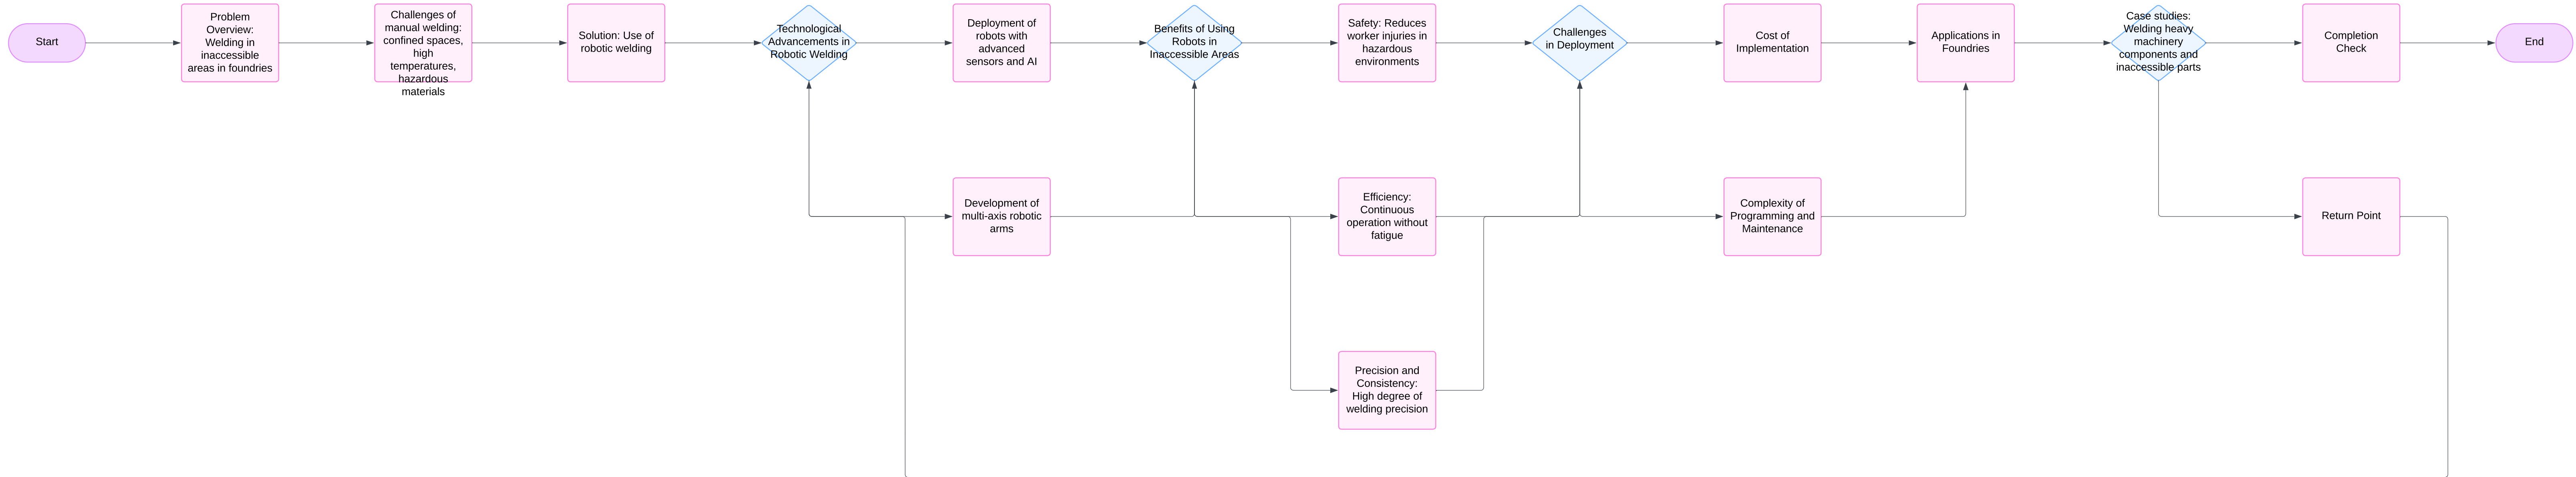 Start
Problem
Overview:
Welding in
inaccessible
areas in foundries
Challenges of
manual welding:
confined spaces,
high
temperatures,
hazardous
materials
Solution: Use of
robotic welding
Technological
Advancements in
Robotic Welding
Deployment of
robots with
advanced
sensors and AI
Benefits of Using
Robots in
Inaccessible Areas
Safety: Reduces
worker injuries in
hazardous
environments
Challenges
in Deployment
Cost of
Implementation
Applications in
Foundries
Case studies:
Welding heavy
machinery
components and
inaccessible parts
Completion
Check
End
Development of
multi-axis robotic
arms
Efficiency:
Continuous
operation without
fatigue
Complexity of
Programming and
Maintenance
Return Point
Precision and
Consistency:
High degree of
welding precision